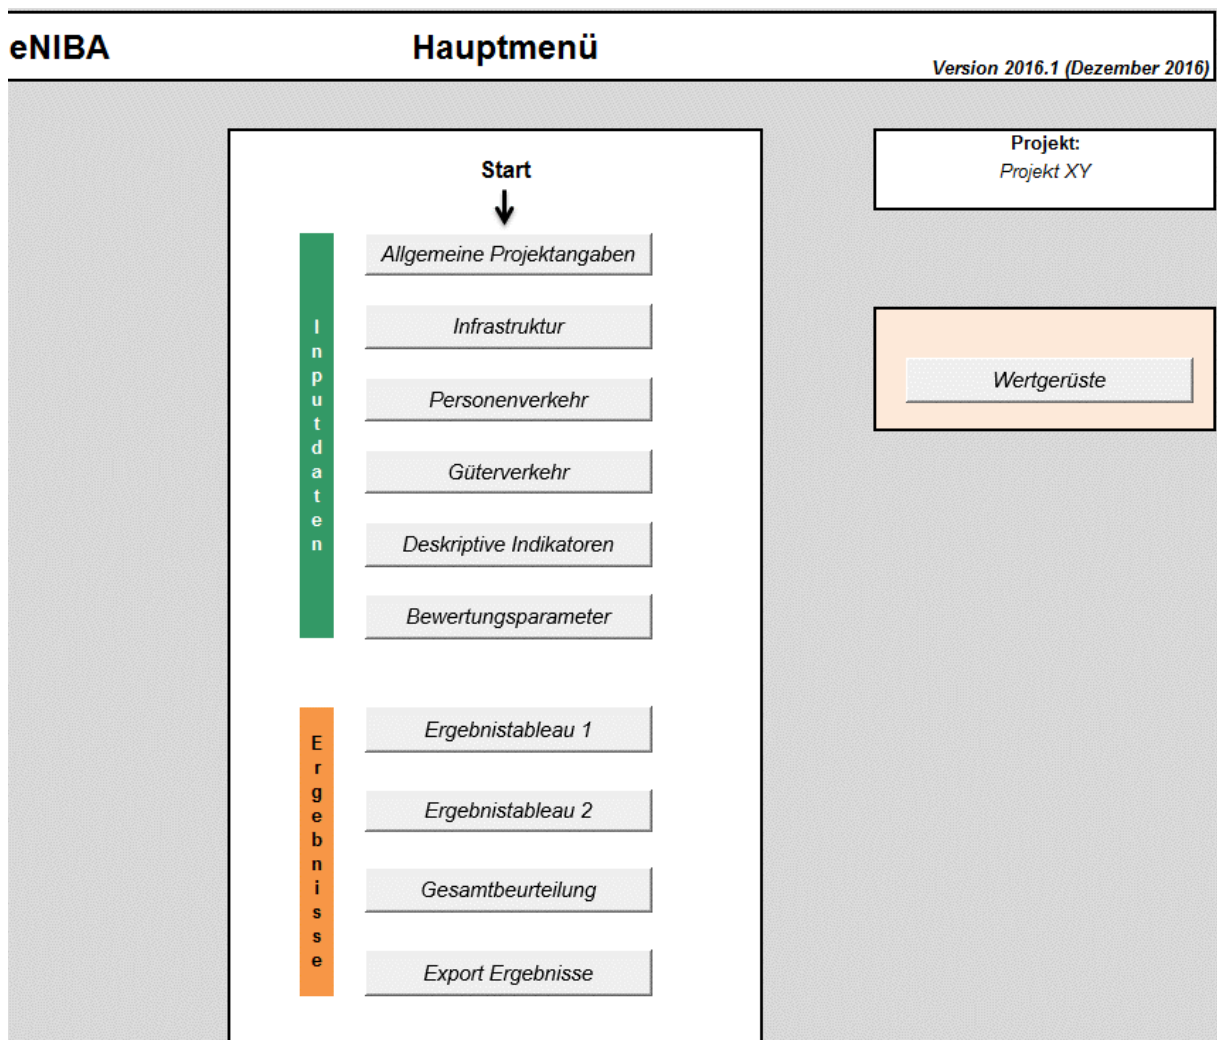 eNIBA
Hauptmenü
Version 2016.1 (Dezember 2016)
Projekt:
Projekt XY
Start
Inputdaten
Allgemeine Projektangaben
Infrastruktur
Personenverkehr
Güterverkehr
Deskriptive Indikatoren
Bewertungsparameter
Wertgerüste
Ergebnisse
Ergebnistableau 1
Ergebnistableau 2
Gesamtbeurteilung
Export Ergebnisse